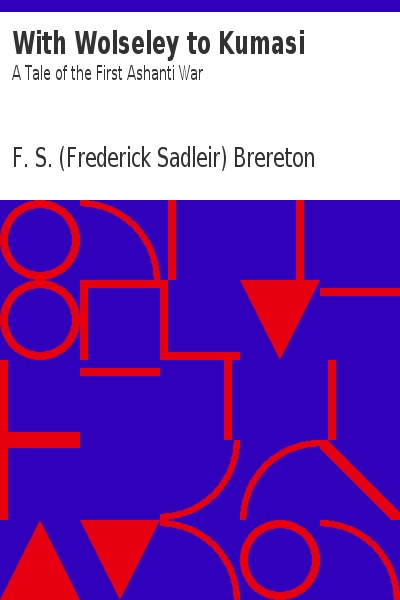 With Wolseley to Kumasi
A Tale of the First Ashanti War
F. S. (Frederick Sadleir) Brereton